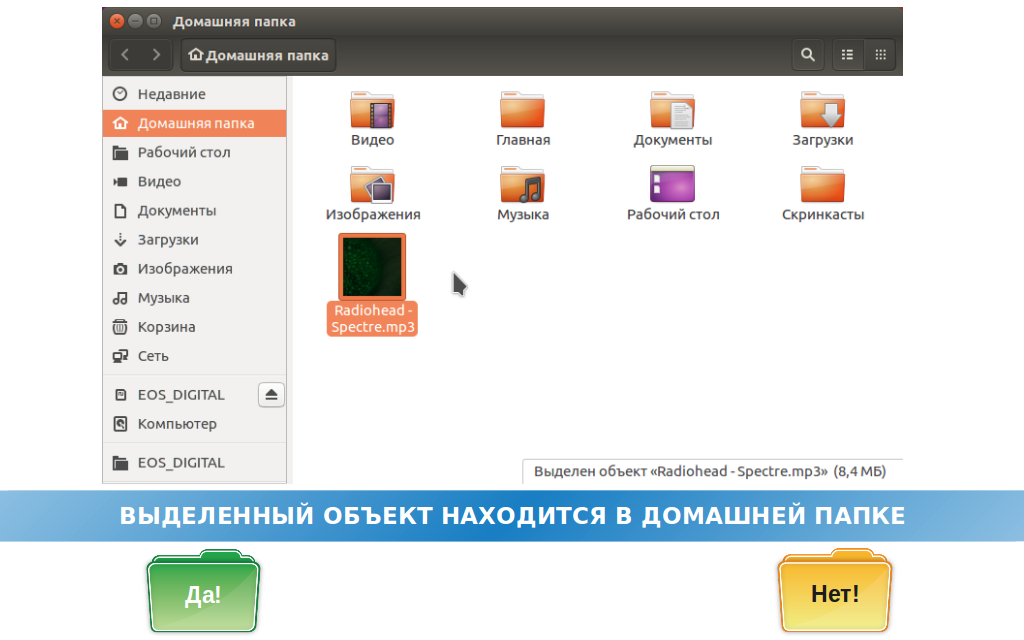 Домашняя папка
Домашняя папка
Недавние
Домашняя папка
Рабочий стол
Видео
Документы
Загрузки
Изображения
Музыка
Корзина
Сеть
EOS_DIGITAL
Компьютер
EOS_DIGITAL
Видео
Главная
Документы
Загрузки
Изображения
Музыка
Рабочий стол
Скринкасты
Radiohead -
Spectre.mp3
Выделен объект «Radiohead - Spectre.mp3» (8,4 МБ)
ВЫДЕЛЕННЫЙ ОБЪЕКТ НАХОДИТСЯ В ДОМАШНЕЙ ПАПКЕ
Да!
Нет!